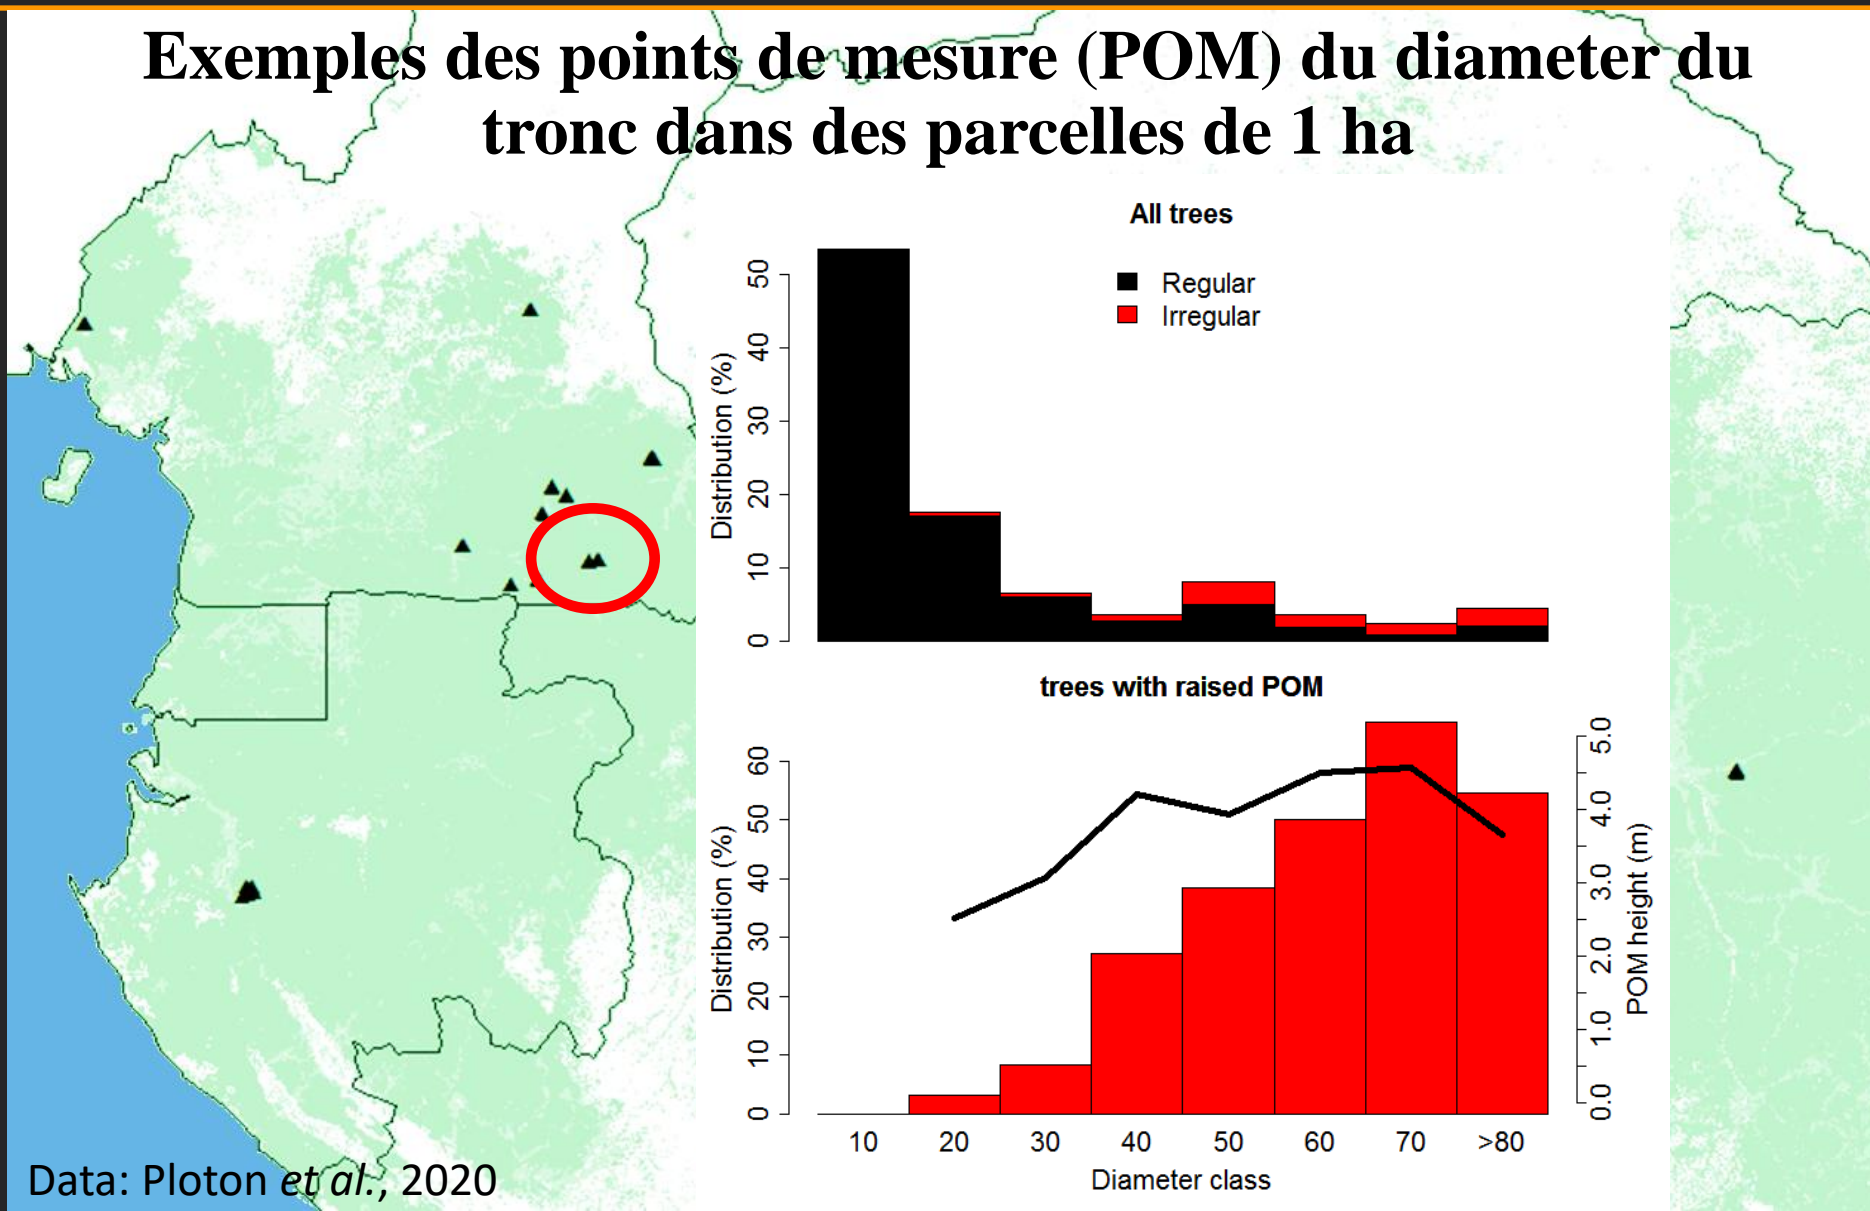 Exemples des points de mesure (POM) du diameter du
tronc dans des parcelles de 1 ha
All trees
Regular
Irregular
Distribution (%)
50
40
30
20
10
0
trees with raised POM
Distribution (%)
60
50
40
30
20
10
0
5.0
4.0
3.0
2.0
1.0
0.0
POM height (m)
10 20 30 40 50 60 70 >80
Diameter class
Data: Ploton et al., 2020